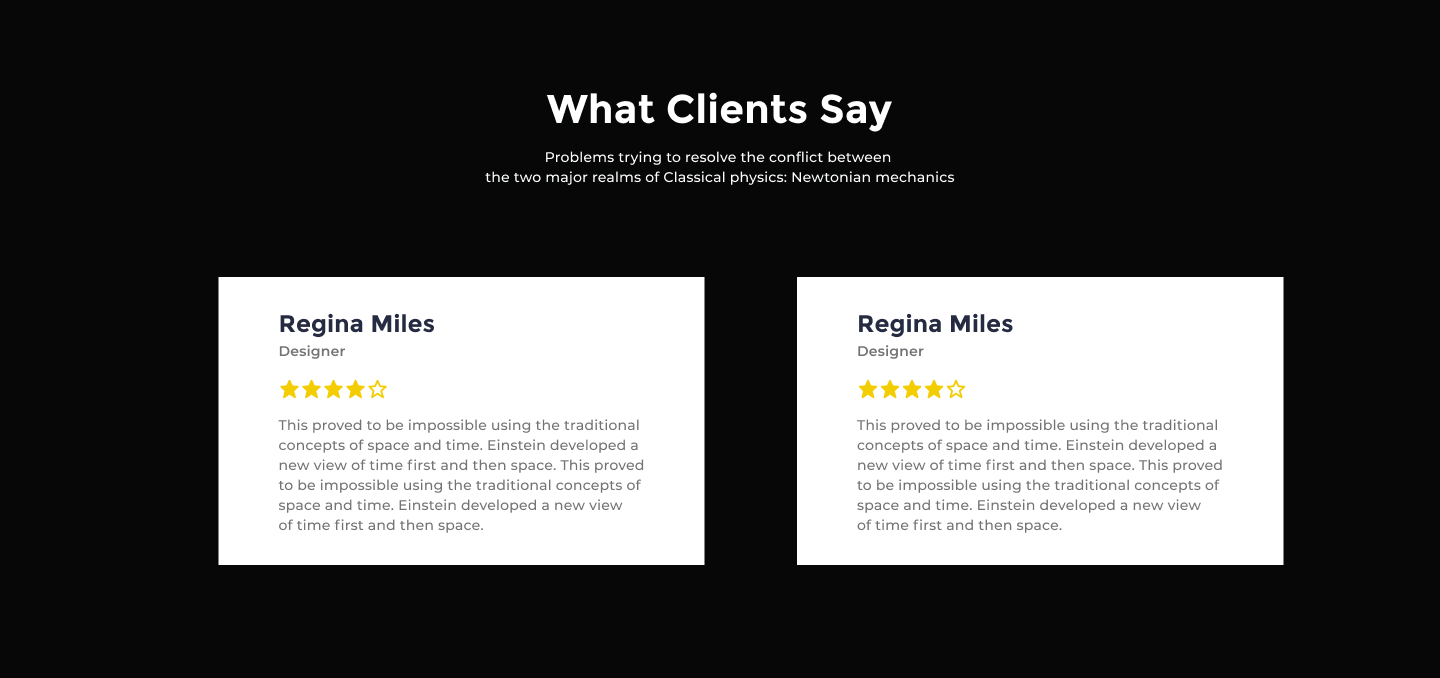 What Clients Say
Problems trying to resolve the conflict between
the two major realms of Classical physics: Newtonian mechanics
Regina Miles
Designer
This proved to be impossible using the traditional
concepts of space and time. Einstein developed a
new view of time first and then space. This proved
to be impossible using the traditional concepts of
space and time. Einstein developed a new view
of time first and then space.
Regina Miles
Designer
This proved to be impossible using the traditional
concepts of space and time. Einstein developed a
new view of time first and then space. This proved
to be impossible using the traditional concepts of
space and time. Einstein developed a new view
of time first and then space.